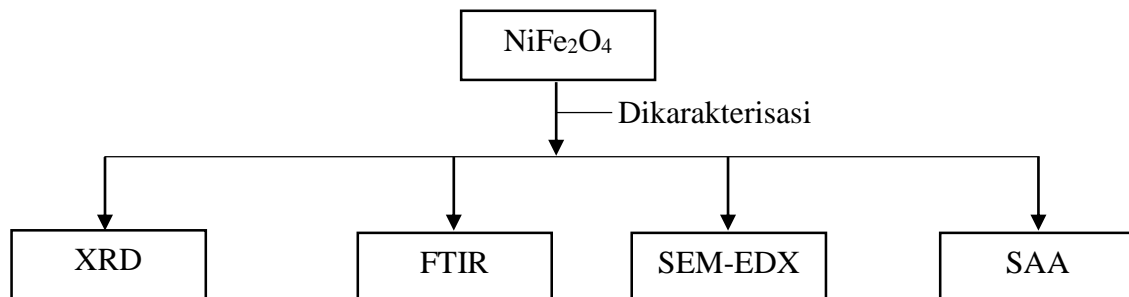 NiFe₂O₄
Dikarakterisasi
XRD
FTIR
SEM-EDX
SAA